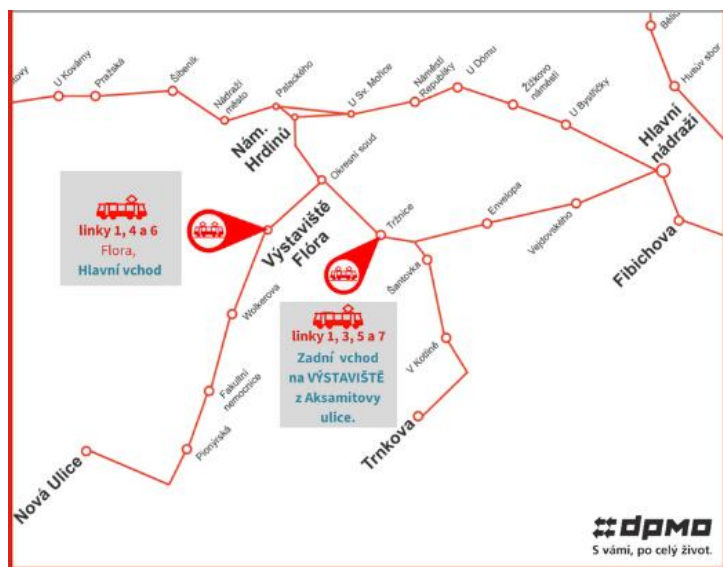 U Kovárny
Pražská
Šibeník
Nádraží
město
Palackého
U Sv. Mořice
Náměstí
Republiky
U Dómu
Žižkovo
náměstí
U Bystřičky
Husův sbor
Hlavní
nádraží
Nám.
Hrdinů
Okresní soud
Výstaviště
Flóra
Tržnice
Envelopa
Vejdovského
Fibichova
linky 1, 4 a 6
Flora,
Hlavní vchod
Šantovka
Wolkerova
linky 1, 3, 5 a 7
Zadní vchod
na VÝSTAVIŠTĚ
z Aksamitovy
ulice.
V Kotlině
Fakultní
nemocnice
Trnkova
Pionýrská
Nová Ulice
dpmo
S vámi, po celý život.